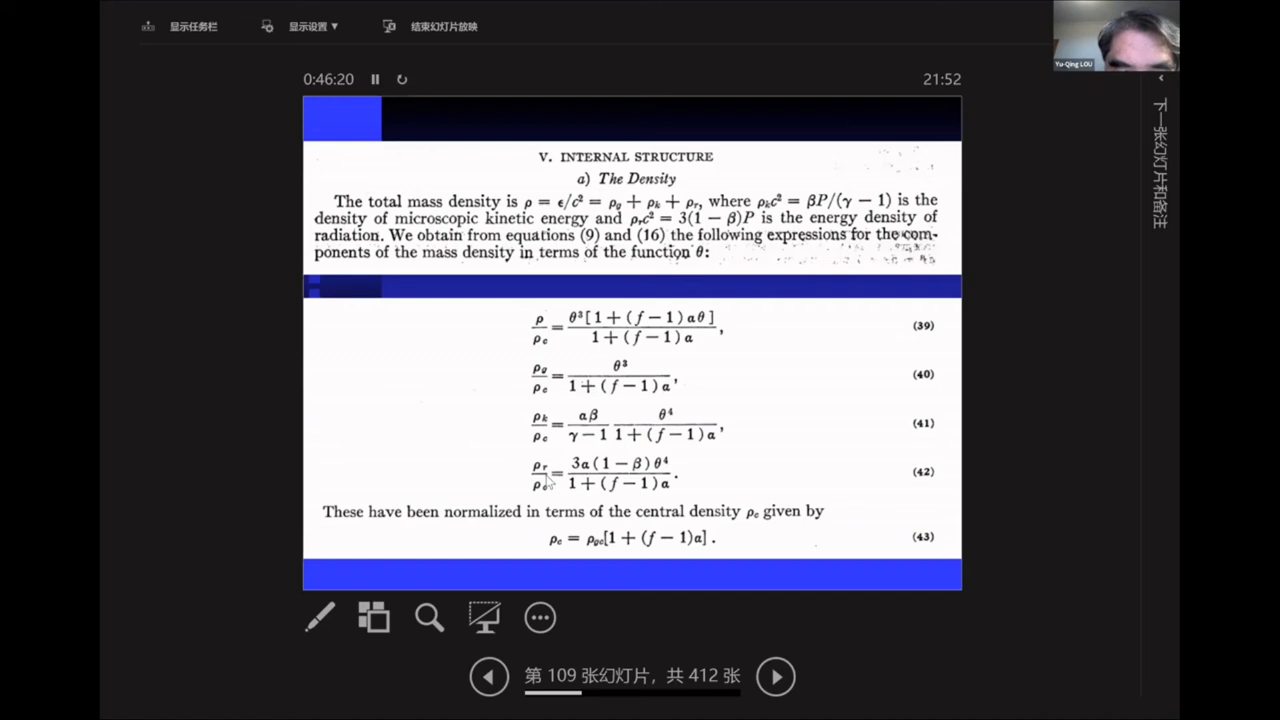 显示任务栏 显示设置 ▼ 结束幻灯片放映
Yu-Qing LOU
0:46:20 21:52
下一张幻灯片和备注
V. INTERNAL STRUCTURE
a) The Density
The total mass density is ρ = ϵ/c² = ρg + ρk + ρr, where ρkc² = βP/(γ − 1) is the
density of microscopic kinetic energy and ρrc² = 3(1 − β)P is the energy density of
radiation. We obtain from equations (9) and (16) the following expressions for the com-
ponents of the mass density in terms of the function θ:
ρ/ρc = θ³[1+(f−1)αθ] / 1+(f−1)α, (39)
ρg/ρc = θ³ / 1+(f−1)α, (40)
ρk/ρc = αβ/γ−1 θ⁴ / 1+(f−1)α, (41)
ρr/ρc = 3α(1−β)θ⁴ / 1+(f−1)α. (42)
These have been normalized in terms of the central density ρc given by
ρc = ρgc[1 + (f − 1)α] . (43)
第 109 张幻灯片，共 412 张